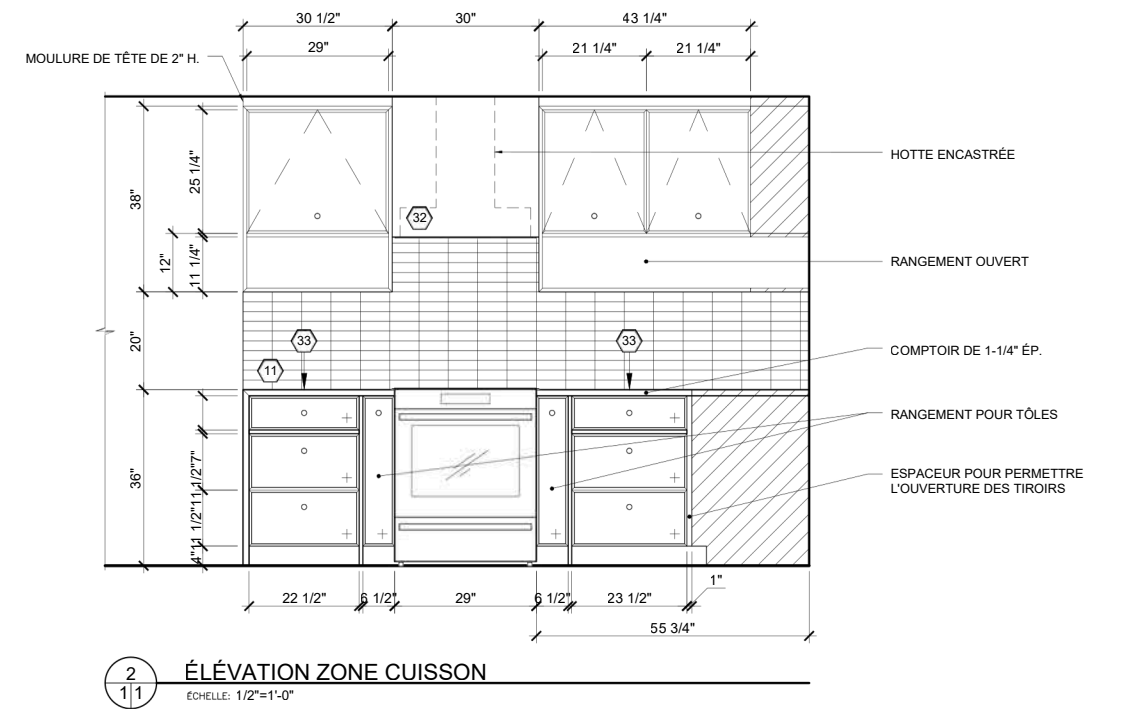 30 1/2" 30" 43 1/4"
29" 21 1/4" 21 1/4"
MOULURE DE TÊTE DE 2" H.
HOTTE ENCASTRÉE
25 1/4"
38"
32
12"
11 1/4"
RANGEMENT OUVERT
20"
33 33
COMPTOIR DE 1-1/4" ÉP.
11
RANGEMENT POUR TÔLES
7"
36"
11 1/2"
ESPACEUR POUR PERMETTRE
L'OUVERTURE DES TIROIRS
11 1/2"
4"
1"
22 1/2" 6 1/2" 29" 6 1/2" 23 1/2"
55 3/4"
2 ÉLÉVATION ZONE CUISSON
1 1 ÉCHELLE: 1/2"=1'-0"